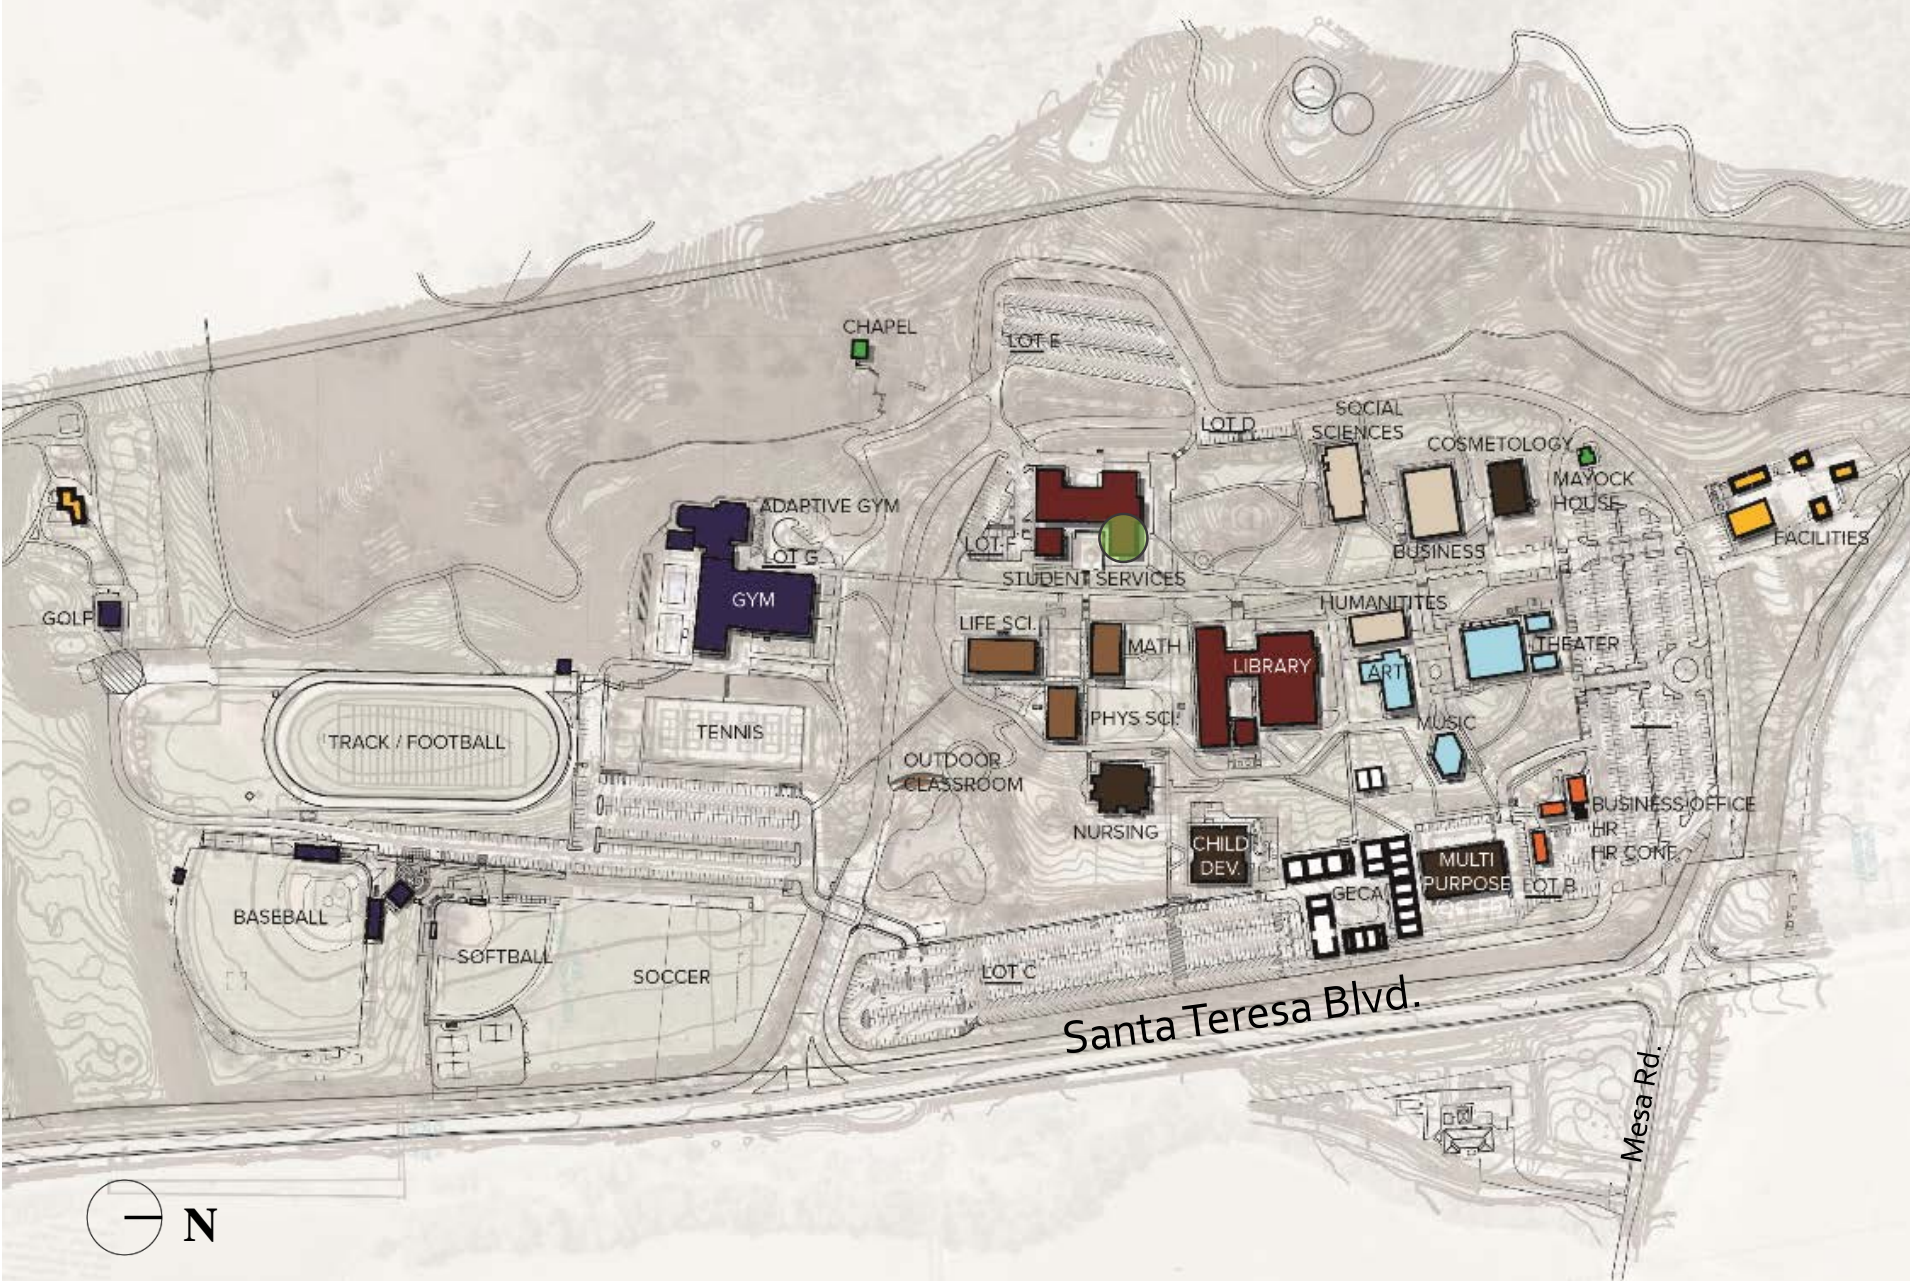 CHAPEL
LOT E
LOT D
SOCIAL
SCIENCES
COSMETOLOGY
MAYOCK
HOUSE
BUSINESS
FACILITIES
ADAPTIVE GYM
LOT G
LOT F
STUDENT SERVICES
GYM
GOLF
HUMANITITES
LIFE SCI.
MATH
LIBRARY
ART
THEATER
PHYS SCI.
MUSIC
TENNIS
TRACK / FOOTBALL
OUTDOOR
CLASSROOM
NURSING
BUSINESS OFFICE
HR
HR CONF.
CHILD
DEV.
MULTI
PURPOSE
LOT B
GECA
BASEBALL
SOFTBALL
SOCCER
LOT C
Santa Teresa Blvd.
Mesa Rd.
N